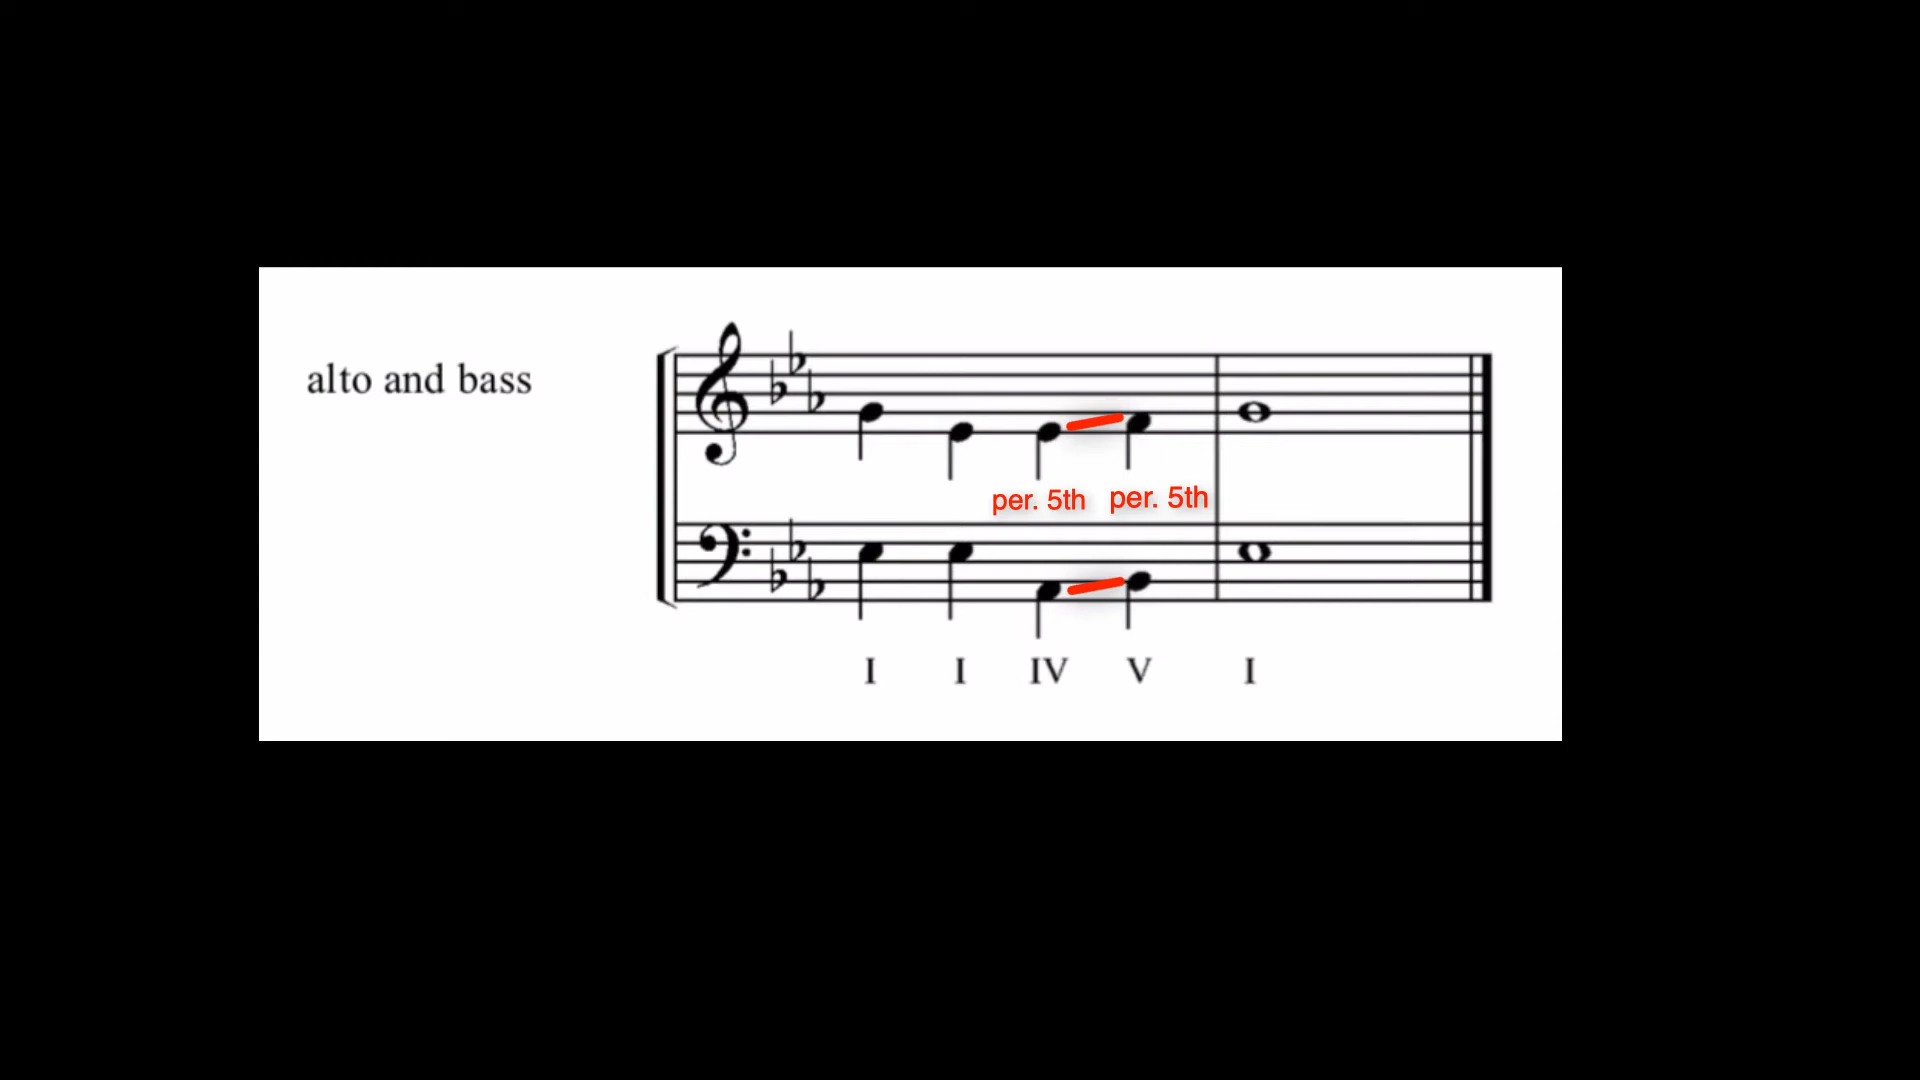 alto and bass
per. 5th per. 5th
I I IV V I